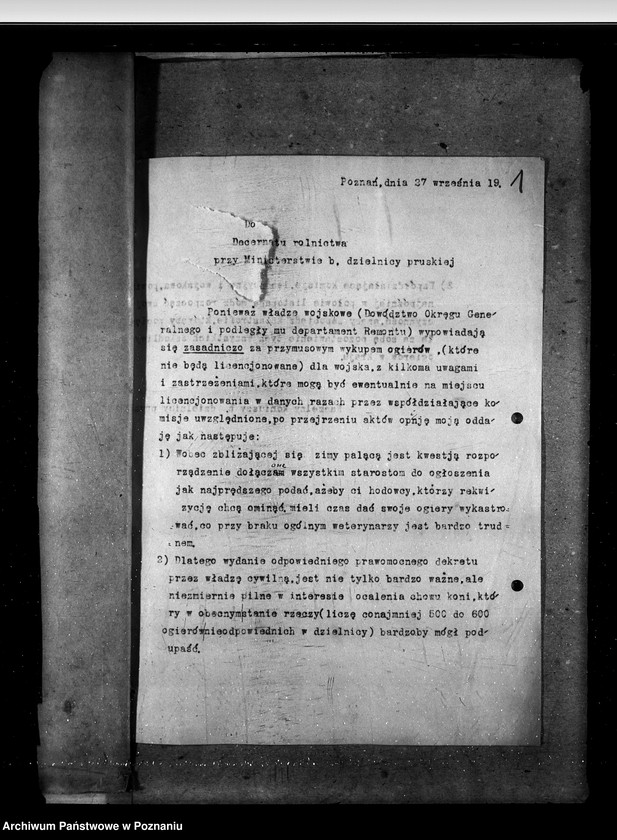 Poznań,dnia 27 września 19. 1
Do
Decernatu rolnictwa
przy Ministerstwie b, dzielnicy pruskiej
Ponieważ władze wojskowe (Dowództwo Okręgu Gene-
ralnego i podległy mu departament Remontu) wypowiadają
się zasadniczo za przymusowym wykupem ogierów ,(które
nie będą licencjonowane) dla wojska,z kilkoma uwagami
i zastrzeżeniami,które mogą być ewentualnie na miejscu
licencjonowania w danych razach przez współdziałające ko-
misje uwzględnione,po przejrzeniu aktów opnję moją odda-
ję jak następuje:
1) Wobec zbliżającej się zimy palącą jest kwestją rozpo-
rządzenie dołączam one wszystkim starostom do ogłoszenia
jak najprędszego podać,ażeby ci hodowcy,którzy rekwi-
zycję chcą ominąć,mieli czas dać swoje ogiery wykastro-
wać,co przy braku ogólnym weterynarzy jest bardzo trud=
nem.
2) Dlatego wydanie odpowiedniego prawomocnego dekretu
przez władzę cywilną,jest nie tylko bardzo ważne,ale
niezmiernie pilne w interesie ocalenia chowu koni,któ-
ry w obecnymstanie rzeczy(liczę conajmniej 500 do 600
ogierównieodpowiednich w dzielnicy) bardzoby mógł pod-
upaść.
Archiwum Państwowe w Poznaniu